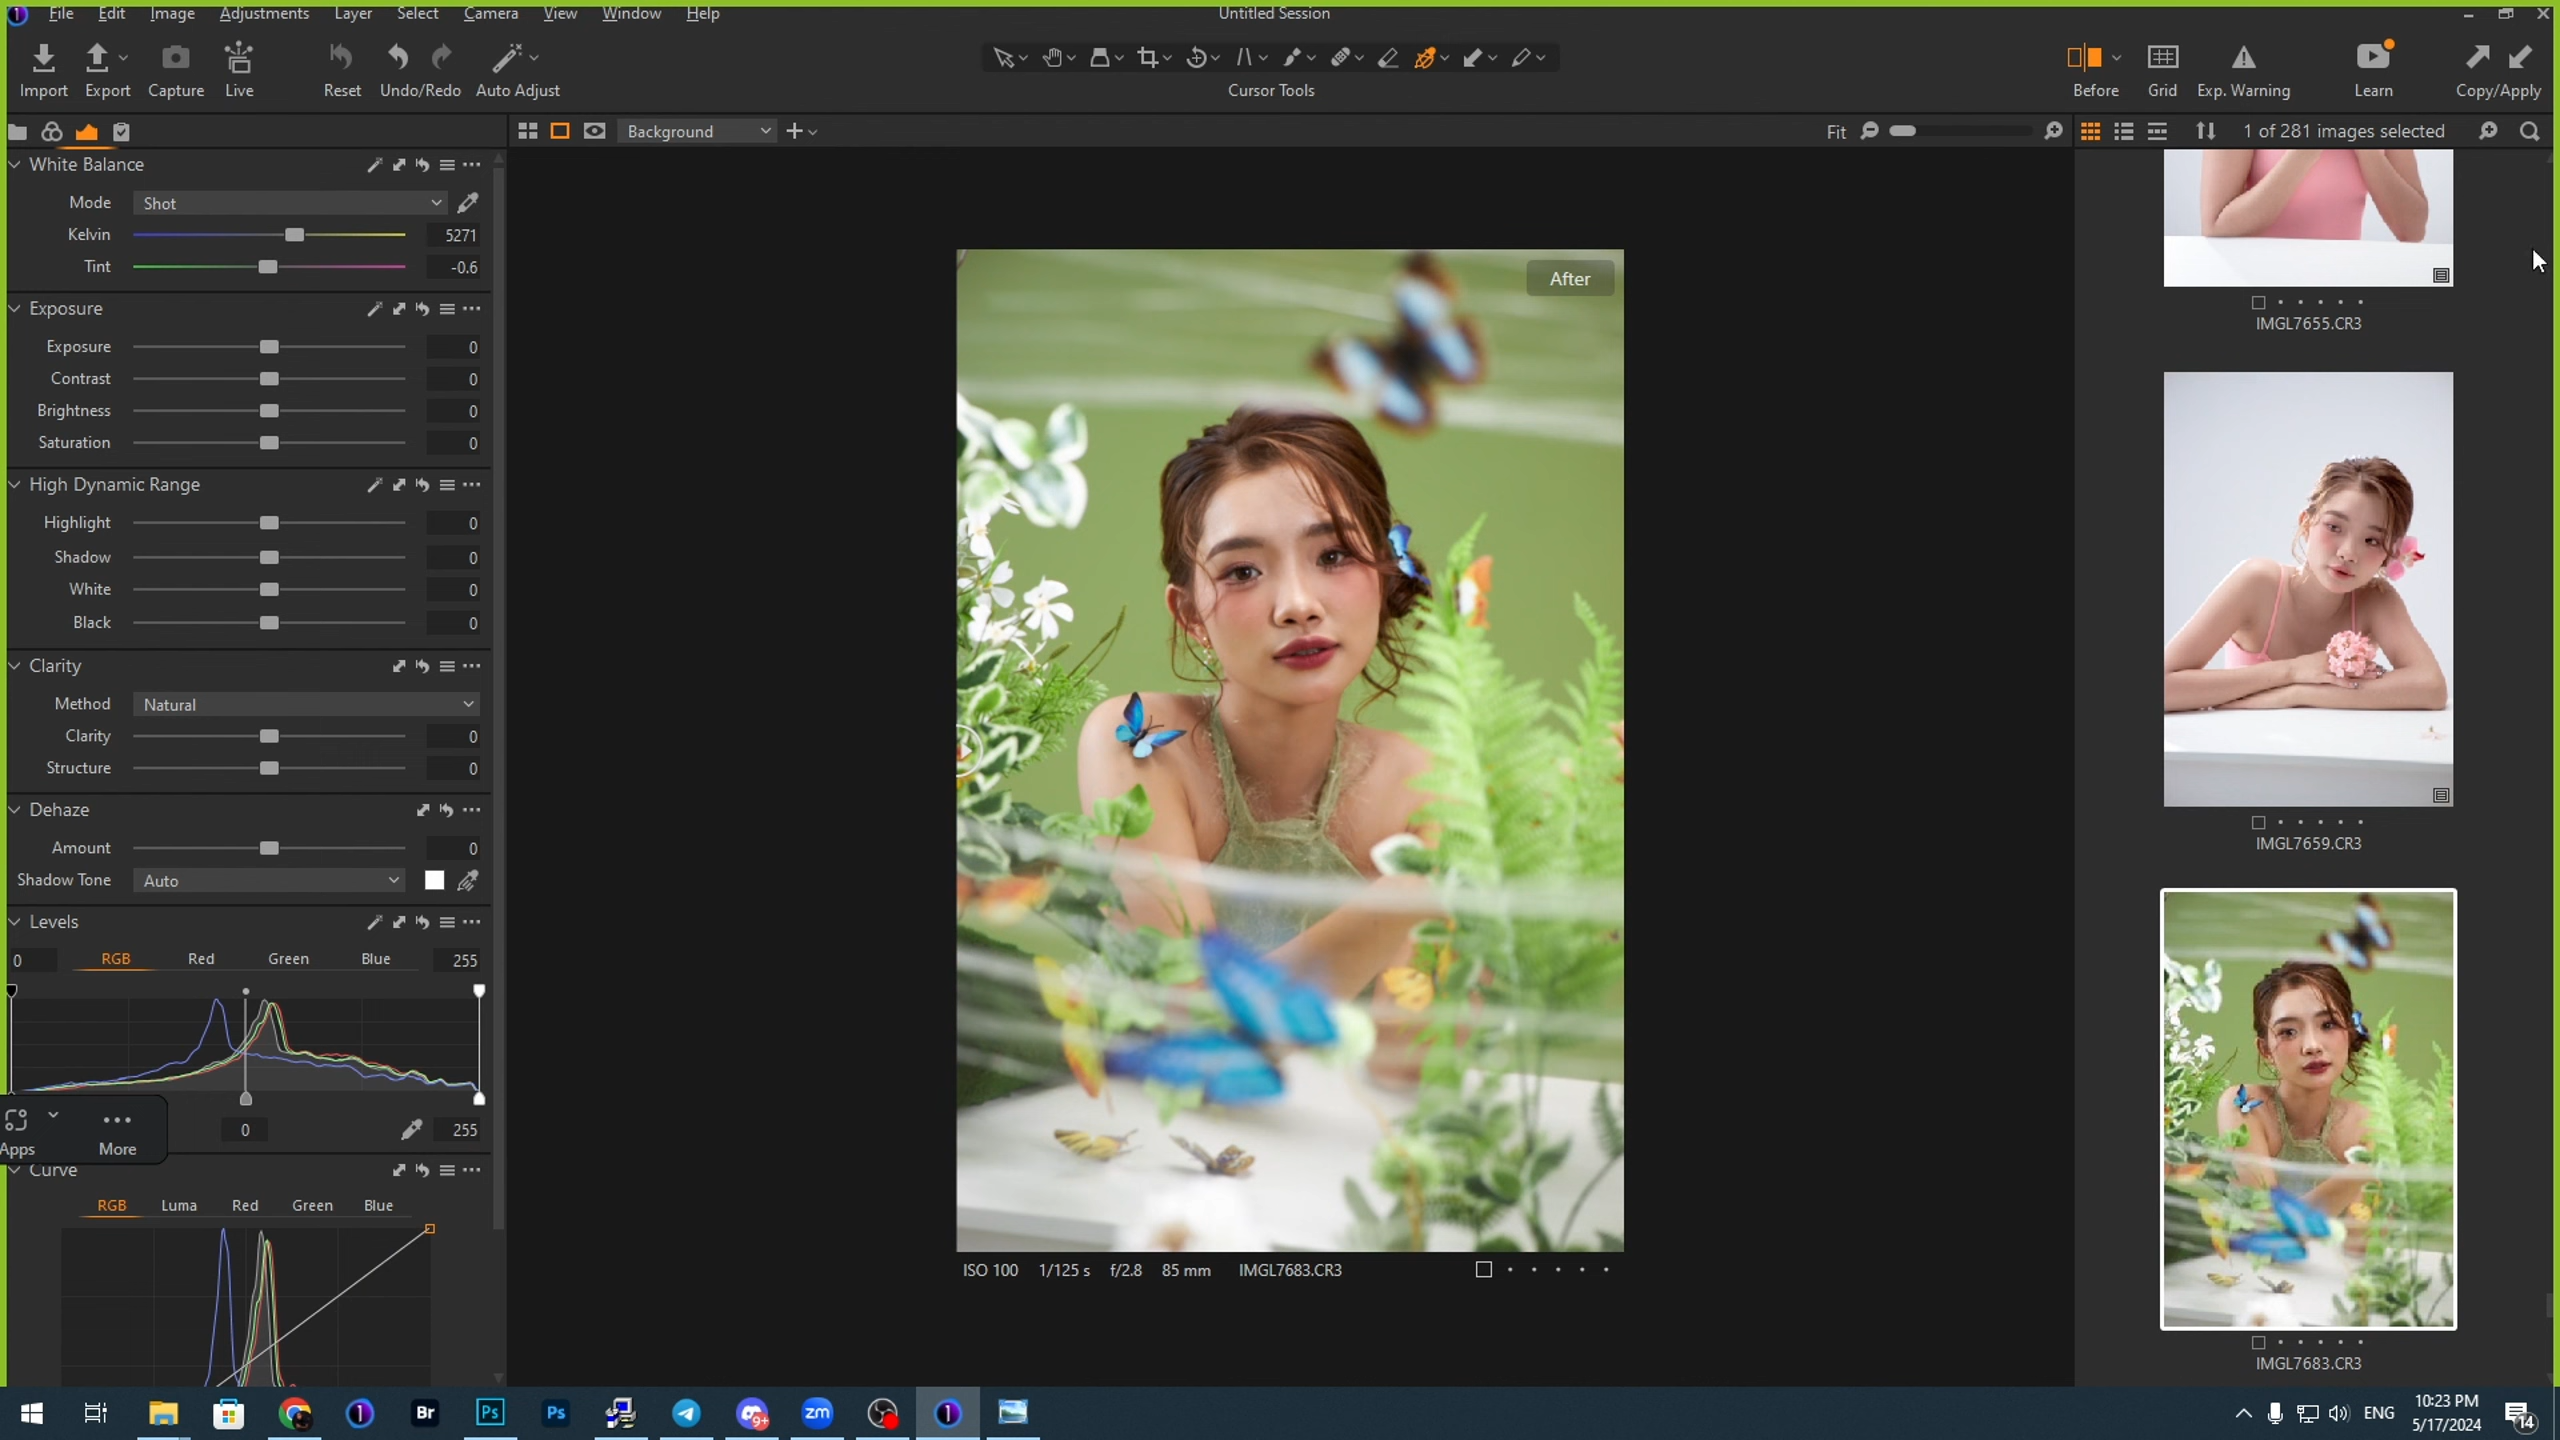 File Edit Image Adjustments Layer Select Camera View Window Help
Untitled Session
Import Export Capture Live Reset Undo/Redo Auto Adjust
Cursor Tools
Before Grid Exp. Warning Learn Copy/Apply
Background
Fit
1 of 281 images selected
White Balance
Mode Shot
Kelvin 5271
Tint -0.6
Exposure
Exposure 0
Contrast 0
Brightness 0
Saturation 0
High Dynamic Range
Highlight 0
Shadow 0
White 0
Black 0
Clarity
Method Natural
Clarity 0
Structure 0
Dehaze
Amount 0
Shadow Tone Auto
Levels
0 RGB Red Green Blue 255
0 255
Apps More
Curve
RGB Luma Red Green Blue
After
ISO 100 1/125 s f/2.8 85 mm IMGL7683.CR3
IMGL7655.CR3
IMGL7659.CR3
IMGL7683.CR3
Br Ps Ps 9+ zm
ENG
10:23 PM
5/17/2024
14